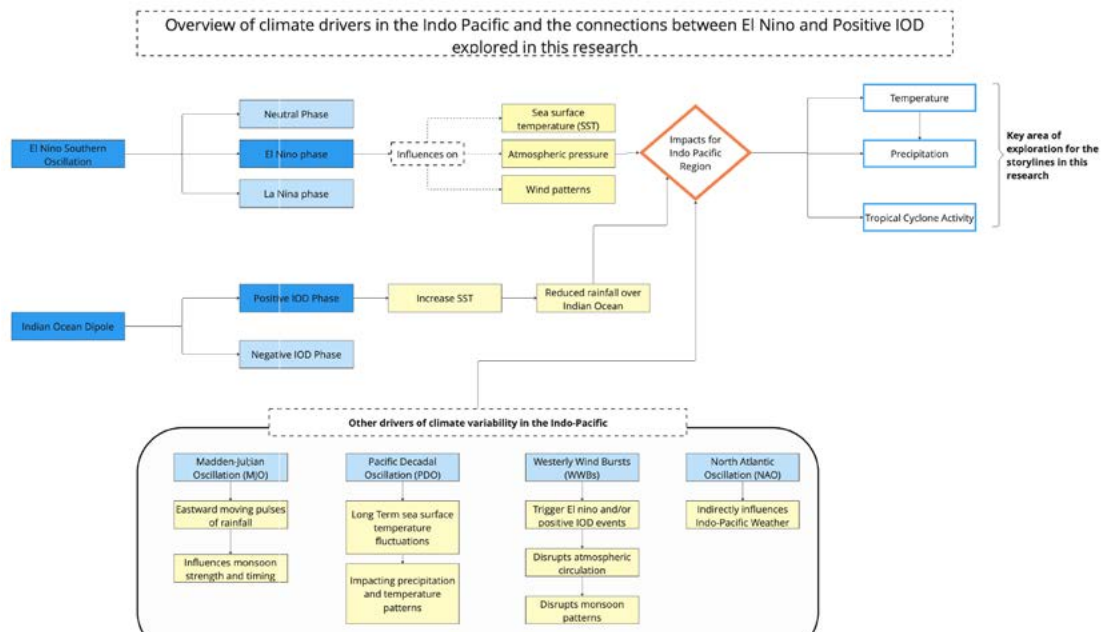 Overview of climate drivers in the Indo Pacific and the connections between El Nino and Positive IOD
explored in this research
Neutral Phase
El Nino Southern
Oscillation
El Nino phase
La Nina phase
Influences on
Sea surface
temperature (SST)
Atmospheric pressure
Wind patterns
Impacts for
Indo Pacific
Region
Temperature
Precipitation
Tropical Cyclone Activity
Key area of
exploration for the
storylines in this
research
Indian Ocean Dipole
Positive IOD Phase
Increase SST
Reduced rainfall over
Indian Ocean
Negative IOD Phase
Other drivers of climate variability in the Indo-Pacific
Madden-Julian
Oscillation (MJO)
Eastward moving pulses
of rainfall
Influences monsoon
strength and timing
Pacific Decadal
Oscillation (PDO)
Long Term sea surface
temperature
fluctuations
Impacting precipitation
and temperature
patterns
Westerly Wind Bursts
(WWBs)
Trigger El nino and/or
positive IOD events
Disrupts atmospheric
circulation
Disrupts monsoon
patterns
North Atlantic
Oscillation (NAO)
Indirectly influences
Indo-Pacific Weather